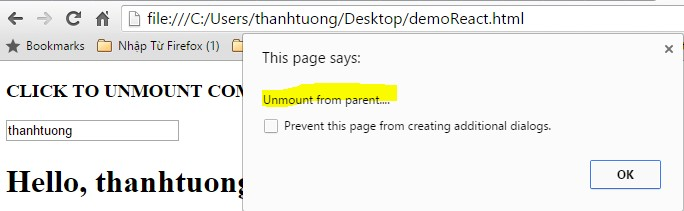 file:///C:/Users/thanhtuong/Desktop/demoReact.html
Bookmarks Nhập Từ Firefox (1)
This page says:
Unmount from parent....
Prevent this page from creating additional dialogs.
OK
CLICK TO UNMOUNT COM
thanhtuong
Hello, thanhtuong